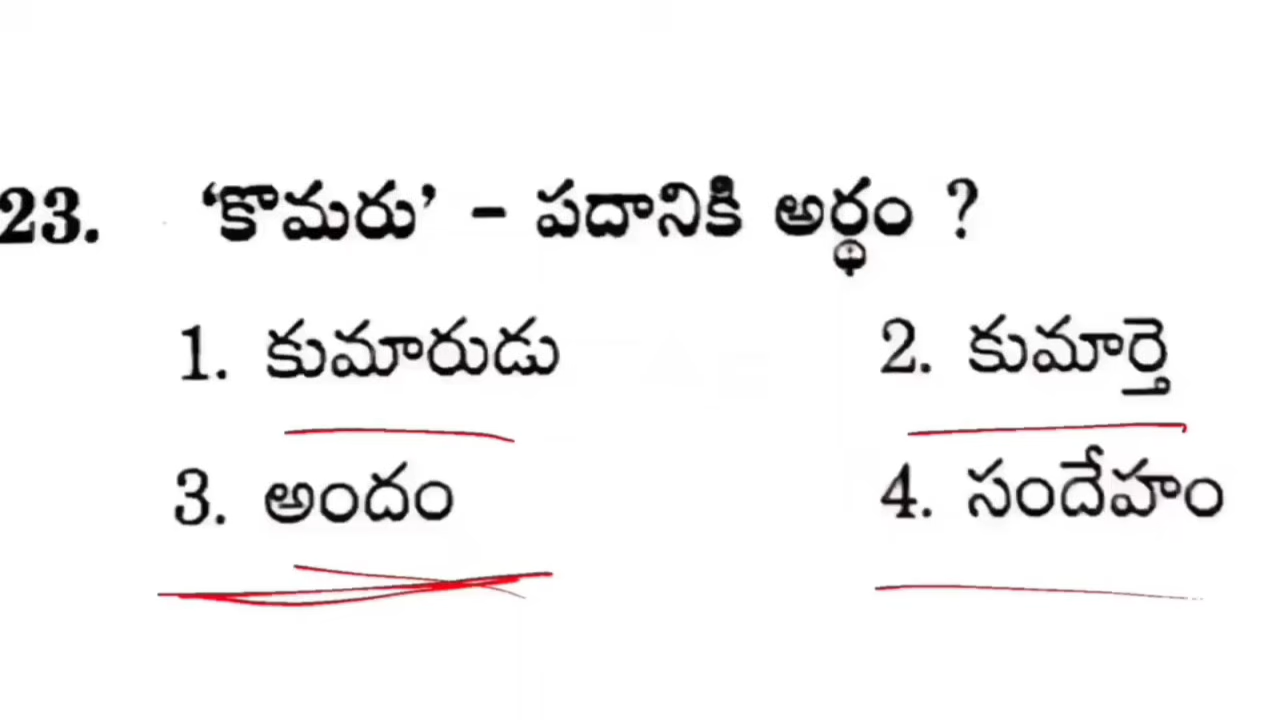 23. ‘కొమరు’ - పదానికి అర్థం ?
1. కుమారుడు 2. కుమార్తె
3. అందం 4. సందేహం